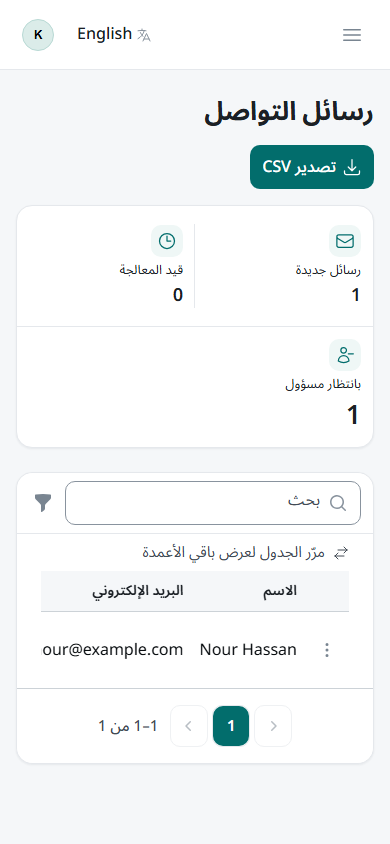 K
English
رسائل التواصل
تصدير CSV
رسائل جديدة
1
قيد المعالجة
0
بانتظار مسؤول
1
بحث
مرّر الجدول لعرض باقي الأعمدة
الاسم البريد الإلكتروني
Nour Hassan our@example.com
1
1–1 من 1